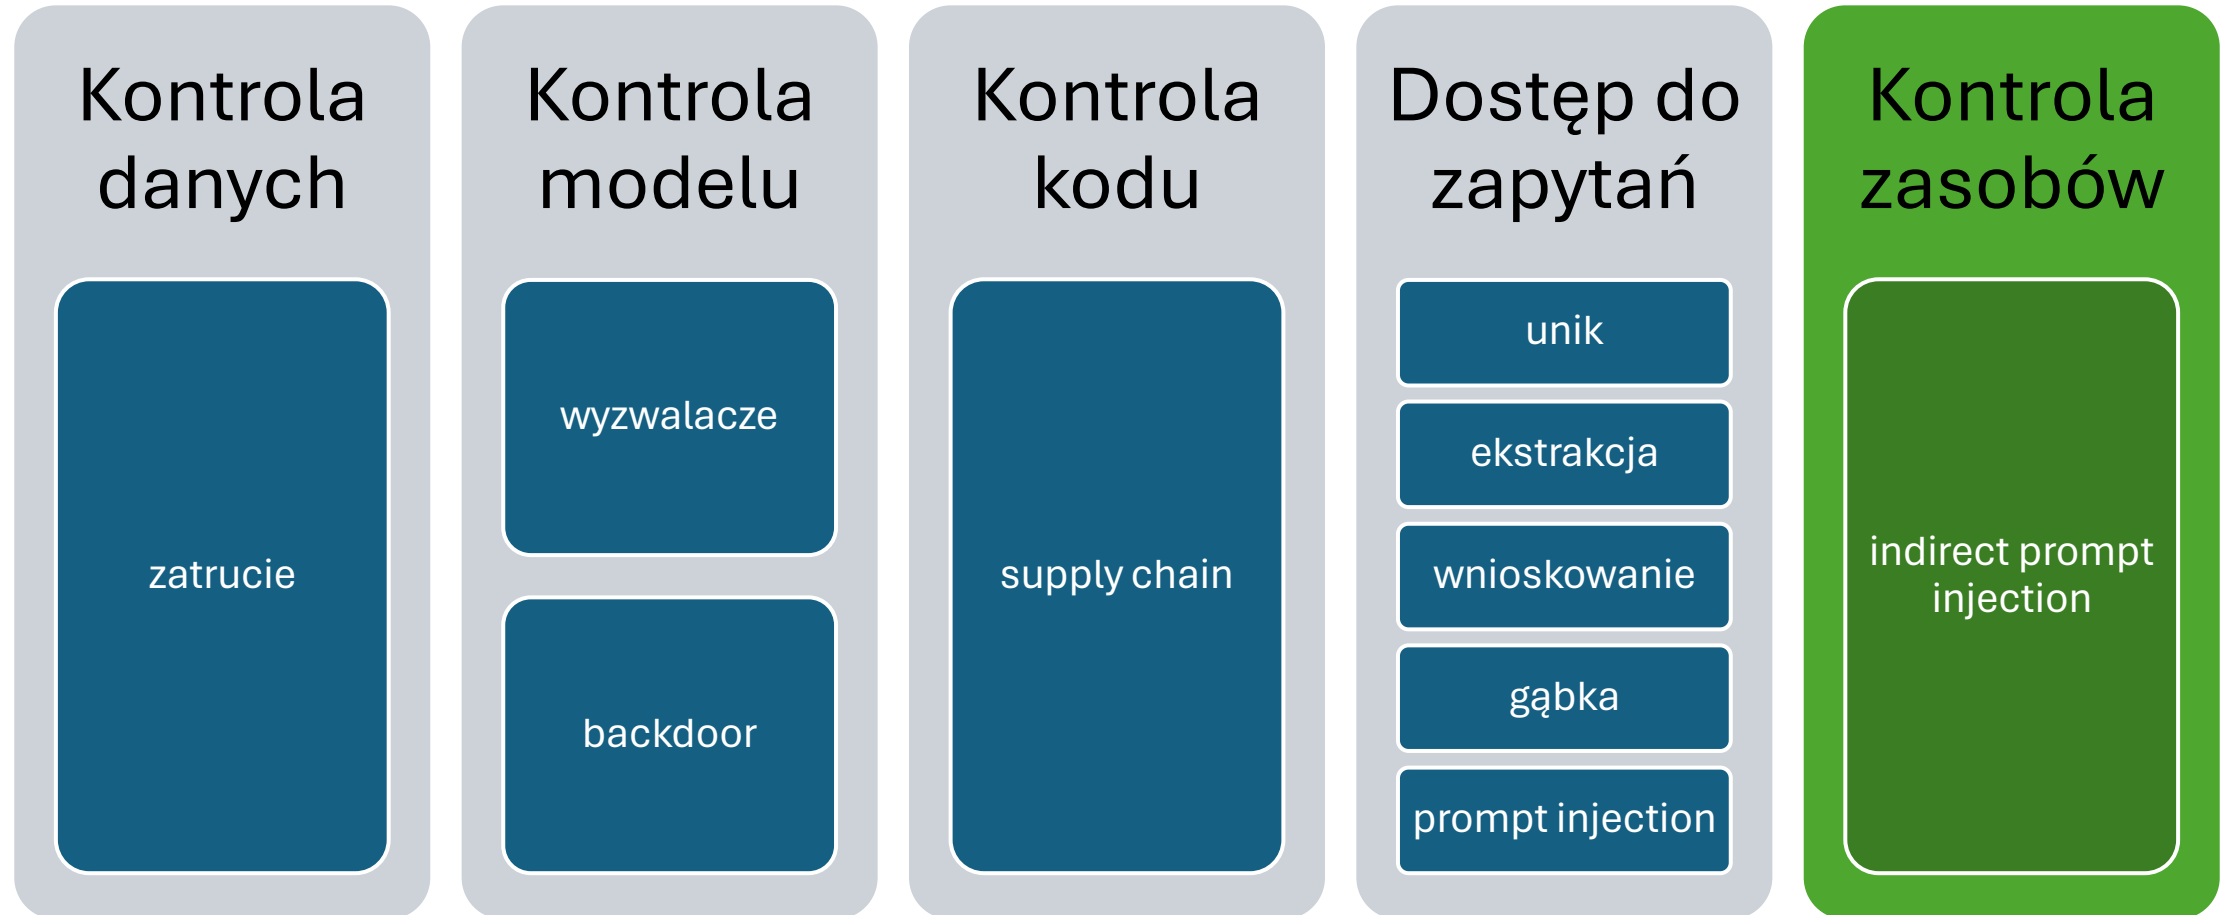 Kontrola
danych
zatrucie
Kontrola
modelu
wyzwalacze
backdoor
Kontrola
kodu
supply chain
Dostęp do
zapytań
unik
ekstrakcja
wnioskowanie
gąbka
prompt injection
Kontrola
zasobów
indirect prompt
injection